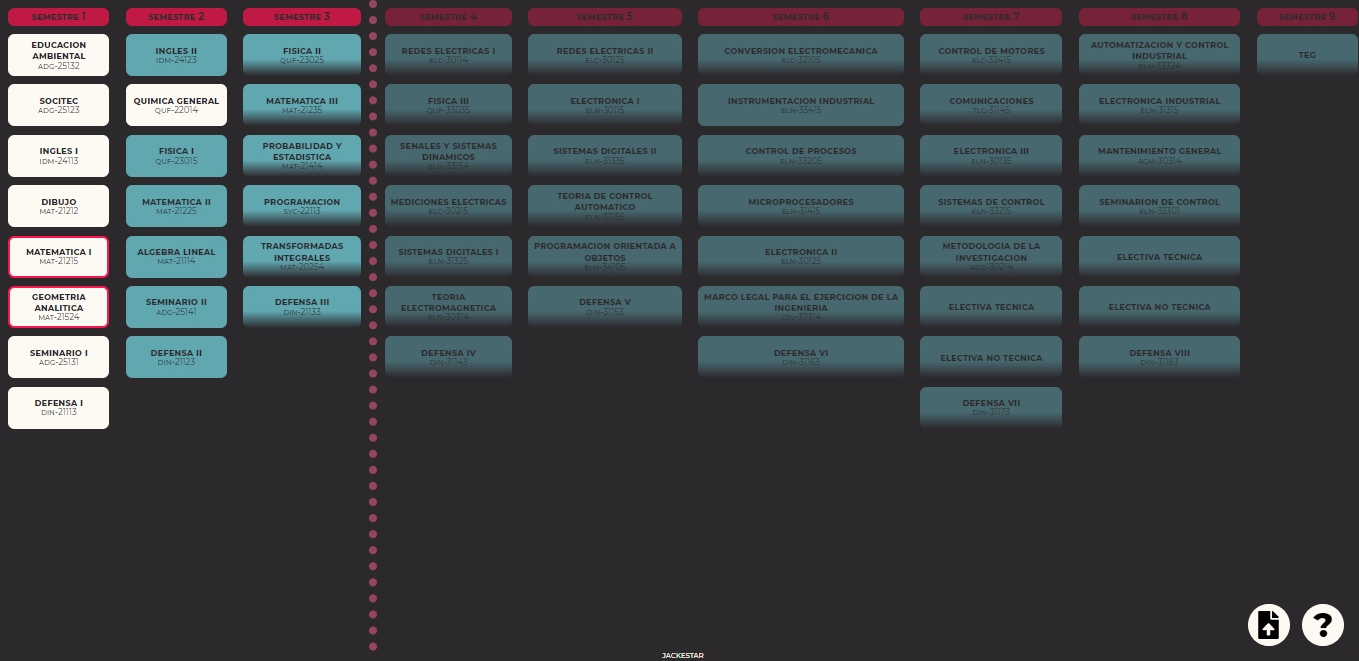 SEMESTRE 1
EDUCACION
AMBIENTAL
ADG-25132
SOCITEC
ADG-25123
INGLES I
IDM-24113
DIBUJO
MAT-21212
MATEMATICA I
MAT-21215
GEOMETRIA
ANALITICA
MAT-21524
SEMINARIO I
ADG-25131
DEFENSA I
DIN-21113
SEMESTRE 2
INGLES II
IDM-24123
QUIMICA GENERAL
QUF-22014
FISICA I
QUF-23015
MATEMATICA II
MAT-21225
ALGEBRA LINEAL
MAT-21114
SEMINARIO II
ADG-25141
DEFENSA II
DIN-21123
SEMESTRE 3
FISICA II
QUF-23025
MATEMATICA III
MAT-21235
PROBABILIDAD Y
ESTADISTICA
MAT-21414
PROGRAMACION
SYC-22113
TRANSFORMADAS
INTEGRALES
MAT-20254
DEFENSA III
DIN-21133
SEMESTRE 4
REDES ELECTRICAS I
ELC-30114
FISICA III
QUF-33035
SENALES Y SISTEMAS
DINAMICOS
ELN-33154
MEDICIONES ELECTRICAS
ELC-30215
SISTEMAS DIGITALES I
ELN-31325
TEORIA
ELECTROMAGNETICA
ELN-30314
DEFENSA IV
DIN-31143
SEMESTRE 5
REDES ELECTRICAS II
ELC-30125
ELECTRONICA I
ELN-30115
SISTEMAS DIGITALES II
ELN-31335
TEORIA DE CONTROL
AUTOMATICO
ELN-33165
PROGRAMACION ORIENTADA A
OBJETOS
DEFENSA V
DIN-31153
SEMESTRE 6
CONVERSION ELECTROMECANICA
ELC-32105
INSTRUMENTACION INDUSTRIAL
ELN-33415
CONTROL DE PROCESOS
ELN-33205
MICROPROCESADORES
ELN-31415
ELECTRONICA II
ELN-30125
MARCO LEGAL PARA EL EJERCICION DE LA
INGENIERIA
CJU-37314
DEFENSA VI
DIN-31163
SEMESTRE 7
CONTROL DE MOTORES
ELC-32415
COMUNICACIONES
TLC-31145
ELECTRONICA III
ELN-30135
SISTEMAS DE CONTROL
ELN-33215
METODOLOGIA DE LA
INVESTIGACION
ADG-30214
ELECTIVA TECNICA
ELECTIVA NO TECNICA
DEFENSA VII
DIN-31173
SEMESTRE 8
AUTOMATIZACION Y CONTROL
INDUSTRIAL
ELN-33324
ELECTRONICA INDUSTRIAL
ELN-31315
MANTENIMIENTO GENERAL
AGM-30314
SEMINARION DE CONTROL
ELN-33301
ELECTIVA TECNICA
ELECTIVA NO TECNICA
DEFENSA VIII
DIN-31183
SEMESTRE 9
TEG
?
JACKESTAR